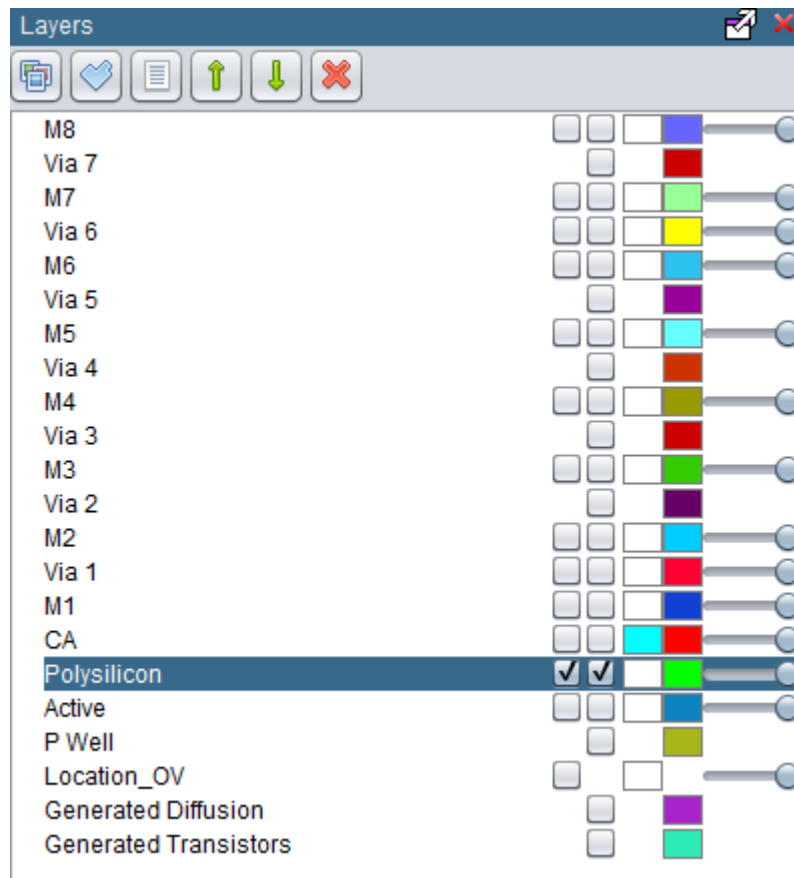 Layers
M8
Via 7
M7
Via 6
M6
Via 5
M5
Via 4
M4
Via 3
M3
Via 2
M2
Via 1
M1
CA
Polysilicon
Active
P Well
Location_OV
Generated Diffusion
Generated Transistors